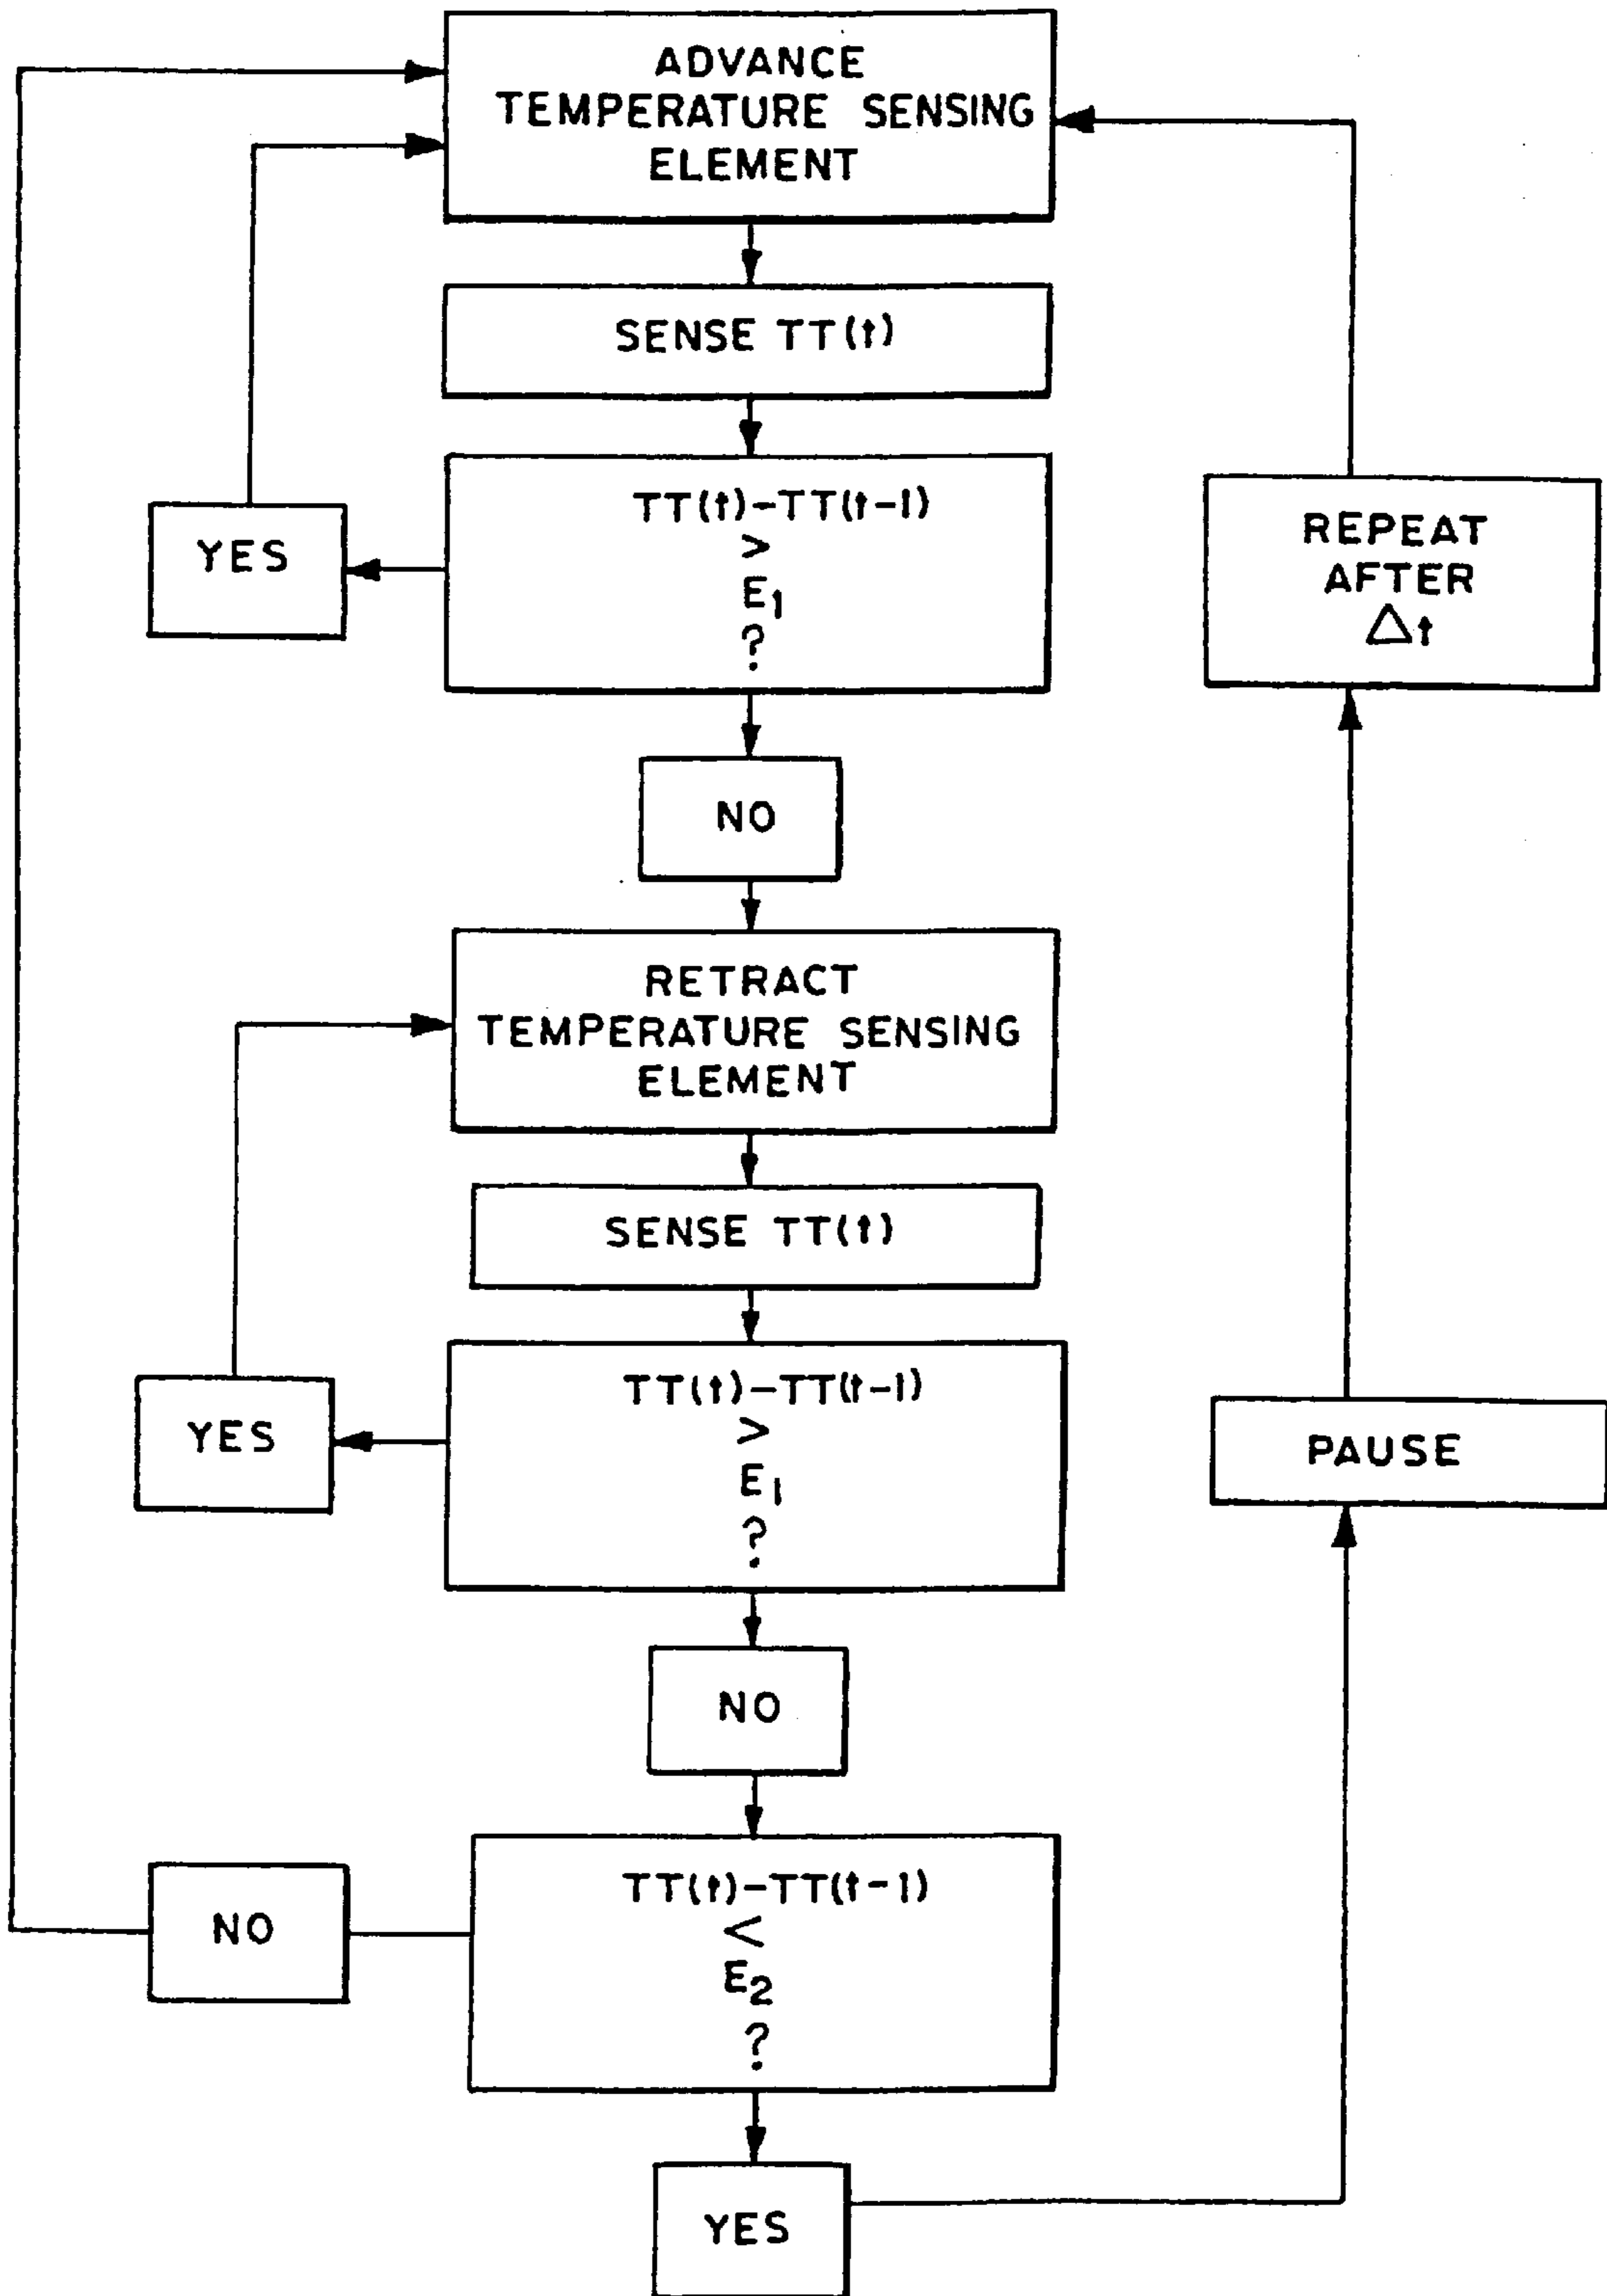 ADVANCE
TEMPERATURE SENSING
ELEMENT
SENSE TT(t)
TT(t)-TT(t-1)
>
E1
?
YES
REPEAT
AFTER
△t
NO
RETRACT
TEMPERATURE SENSING
ELEMENT
SENSE TT(t)
TT(t)-TT(t-1)
>
E1
?
YES
PAUSE
NO
TT(t)-TT(t-1)
<
E2
?
NO
YES